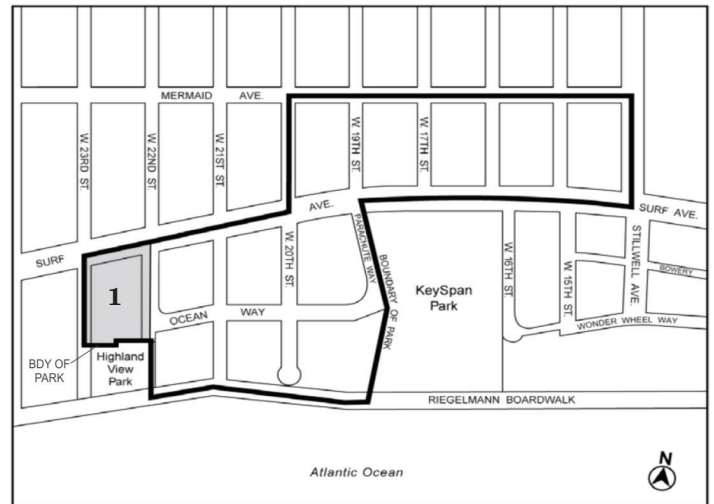 MERMAID AVE.
W. 23RD ST.
W. 22ND ST.
W. 21ST ST.
W. 19TH ST.
W. 17TH ST.
SURF AVE.
SURF AVE.
W. 20TH ST.
PARACHUTE WAY
BOUNDARY OF PARK
KeySpan
Park
W. 16TH ST.
W. 15TH ST.
STILLWELL AVE.
BOWERY
WONDER WHEEL WAY
1
OCEAN WAY
BDY OF
PARK
Highland
View
Park
RIEGELMANN BOARDWALK
Atlantic Ocean
N